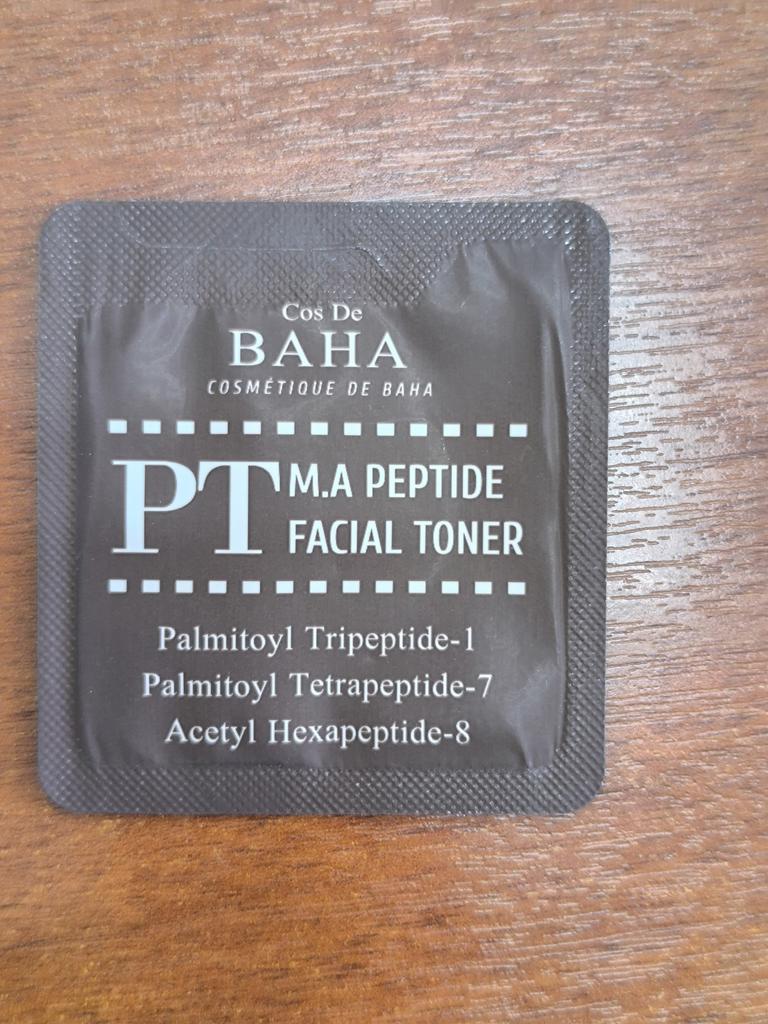 Cos De
BAHA
COSMÉTIQUE DE BAHA
PT M.A PEPTIDE
FACIAL TONER
Palmitoyl Tripeptide-1
Palmitoyl Tetrapeptide-7
Acetyl Hexapeptide-8